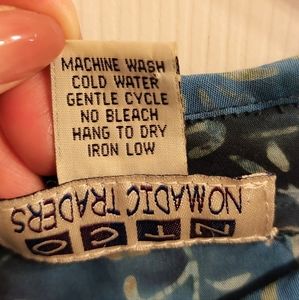 MACHINE WASH
COLD WATER
GENTLE CYCLE
NO BLEACH
HANG TO DRY
IRON LOW
NOMADIC TRADERS
N T C O